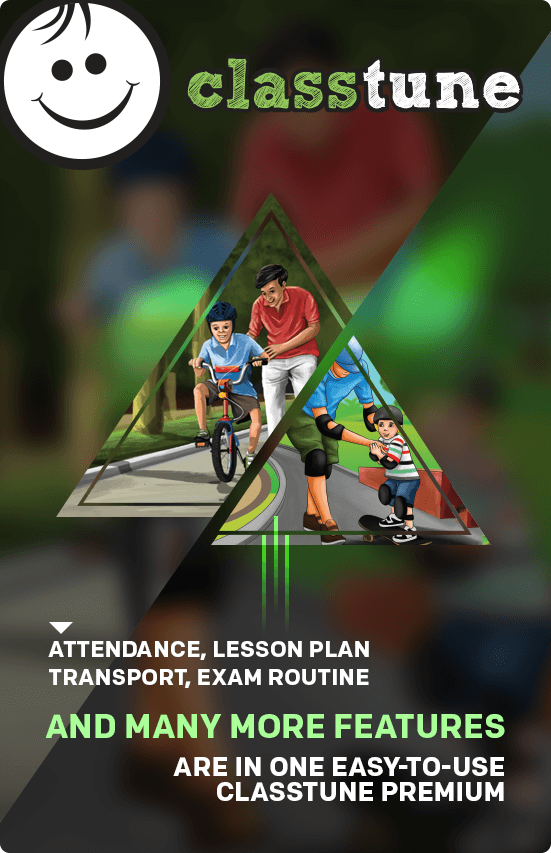 classtune
ATTENDANCE, LESSON PLAN
TRANSPORT, EXAM ROUTINE
AND MANY MORE FEATURES
ARE IN ONE EASY-TO-USE
CLASSTUNE PREMIUM